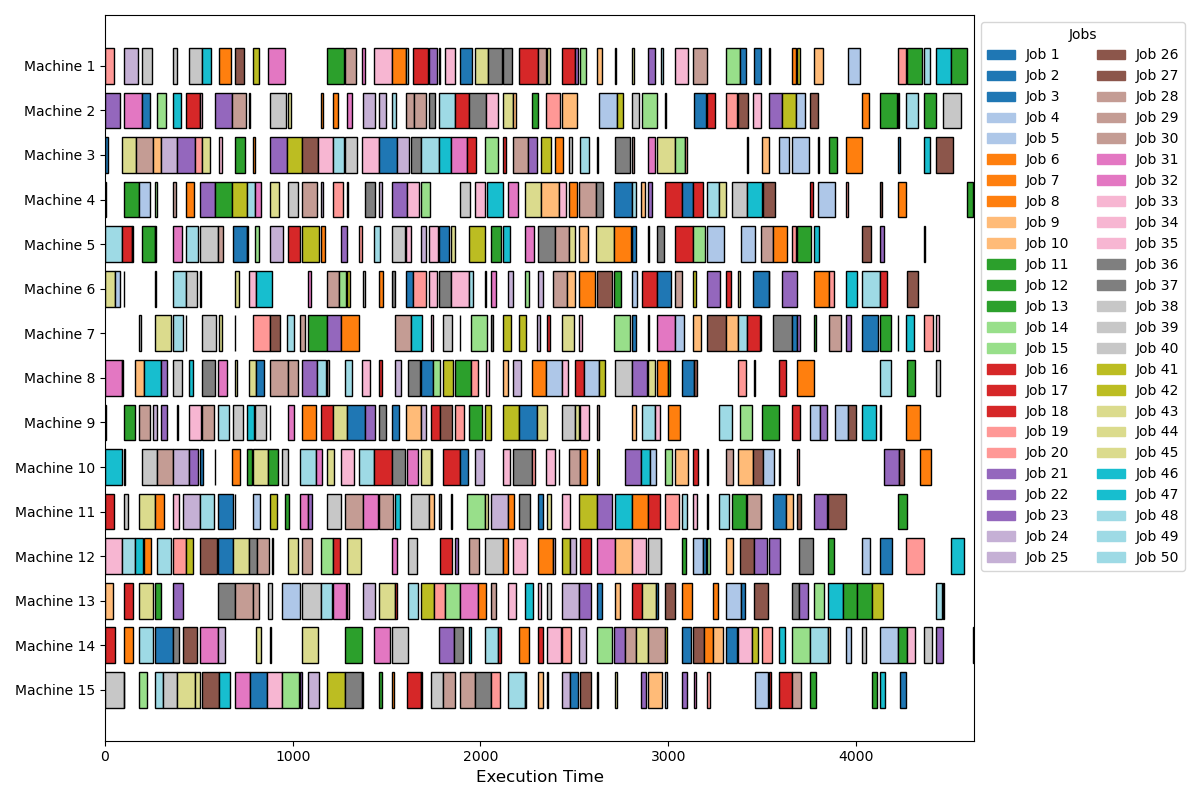 Machine 1
Machine 2
Machine 3
Machine 4
Machine 5
Machine 6
Machine 7
Machine 8
Machine 9
Machine 10
Machine 11
Machine 12
Machine 13
Machine 14
Machine 15
0 1000 2000 3000 4000
Execution Time
Jobs
Job 1
Job 2
Job 3
Job 4
Job 5
Job 6
Job 7
Job 8
Job 9
Job 10
Job 11
Job 12
Job 13
Job 14
Job 15
Job 16
Job 17
Job 18
Job 19
Job 20
Job 21
Job 22
Job 23
Job 24
Job 25
Job 26
Job 27
Job 28
Job 29
Job 30
Job 31
Job 32
Job 33
Job 34
Job 35
Job 36
Job 37
Job 38
Job 39
Job 40
Job 41
Job 42
Job 43
Job 44
Job 45
Job 46
Job 47
Job 48
Job 49
Job 50